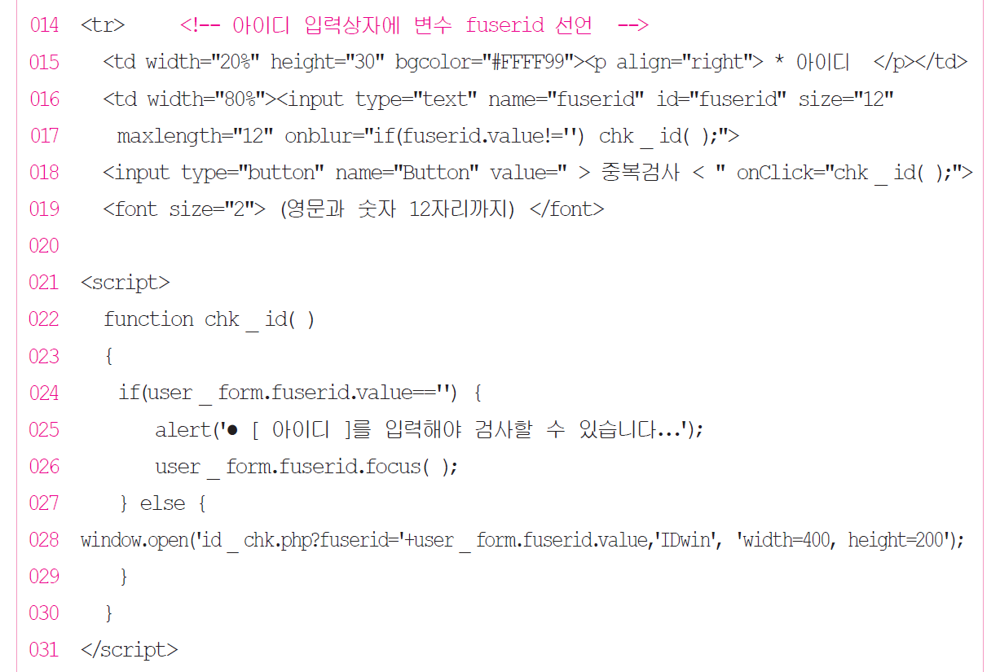 014 <tr> <!-- 아이디 입력상자에 변수 fuserid 선언 -->
015 <td width="20%" height="30" bgcolor="#FFFF99"><p align="right"> * 아이디 </p></td>
016 <td width="80%"><input type="text" name="fuserid" id="fuserid" size="12"
017 maxlength="12" onblur="if(fuserid.value!='') chk _ id( );">
018 <input type="button" name="Button" value=" > 중복검사 < " onClick="chk _ id( );">
019 <font size="2"> (영문과 숫자 12자리까지) </font>
020
021 <script>
022 function chk _ id( )
023 {
024 if(user _ form.fuserid.value=='') {
025 alert('● [ 아이디 ]를 입력해야 검사할 수 있습니다...');
026 user _ form.fuserid.focus( );
027 } else {
028 window.open('id _ chk.php?fuserid='+user _ form.fuserid.value,'IDwin', 'width=400, height=200');
029 }
030 }
031 </script>